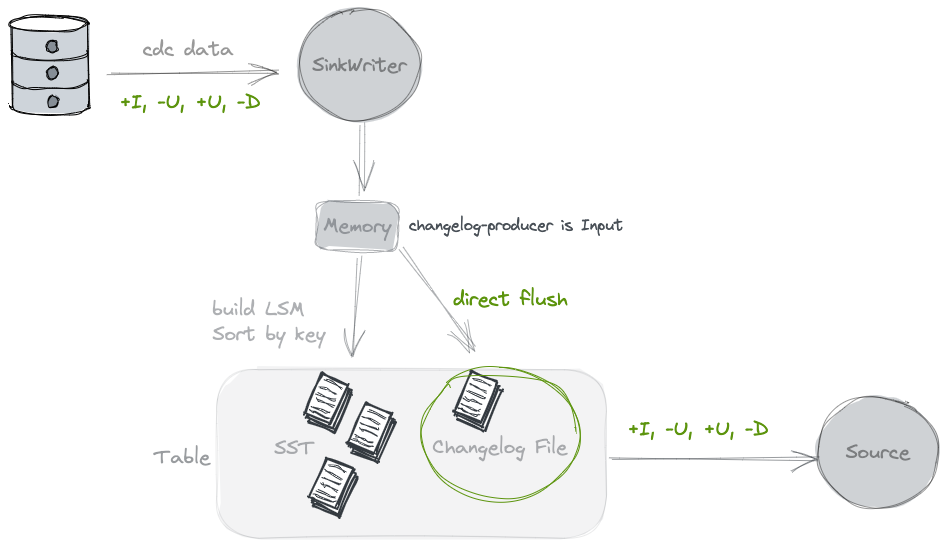 cdc data
SinkWriter
+I, -U, +U, -D
Memory
changelog-producer is Input
build LSM
Sort by key
direct flush
Table
SST
Changelog File
+I, -U, +U, -D
Source